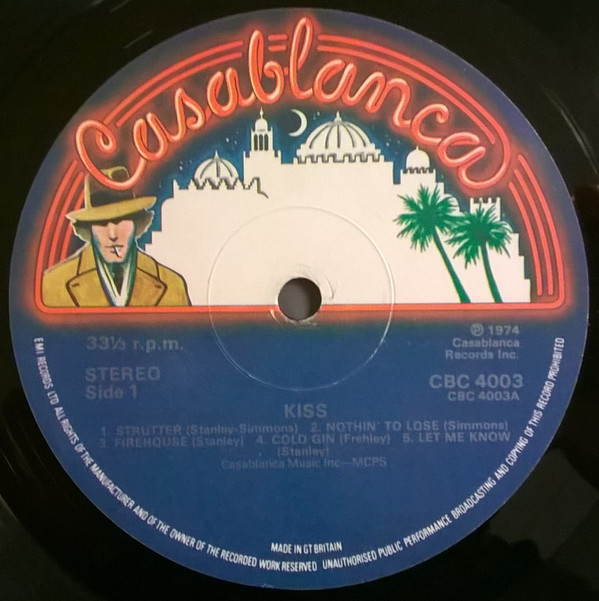 Casablanca
33⅓ r.p.m.
STEREO
Side 1
℗ 1974
Casablanca
Records Inc.
CBC 4003
CBC 4003A
KISS
1. STRUTTER (Stanley-Simmons) 2. NOTHIN' TO LOSE (Simmons)
3. FIREHOUSE (Stanley) 4. COLD GIN (Frehley) 5. LET ME KNOW
(Stanley)
Casablanca Music Inc—MCPS
MADE IN GT BRITAIN
EMI RECORDS LTD ALL RIGHTS OF THE MANUFACTURER AND OF THE OWNER OF THE RECORDED WORK RESERVED UNAUTHORISED PUBLIC PERFORMANCE BROADCASTING AND COPYING OF THIS RECORD PROHIBITED